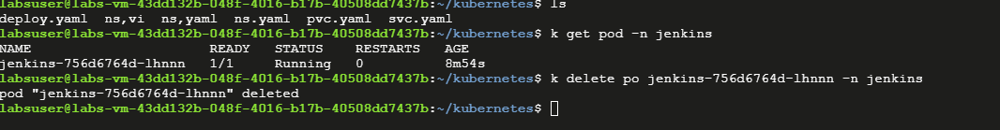 labsuser@labs-vm-43dd132b-048f-4016-b17b-40508dd7437b:~/kubernetes$ ls
deploy.yaml  ns,vi  ns,yaml  ns.yaml  pvc.yaml  svc.yaml
labsuser@labs-vm-43dd132b-048f-4016-b17b-40508dd7437b:~/kubernetes$ k get pod -n jenkins
NAME                      READY   STATUS    RESTARTS   AGE
jenkins-756d6764d-lhnnn   1/1     Running   0          8m54s
labsuser@labs-vm-43dd132b-048f-4016-b17b-40508dd7437b:~/kubernetes$ k delete po jenkins-756d6764d-lhnnn -n jenkins
pod "jenkins-756d6764d-lhnnn" deleted
labsuser@labs-vm-43dd132b-048f-4016-b17b-40508dd7437b:~/kubernetes$